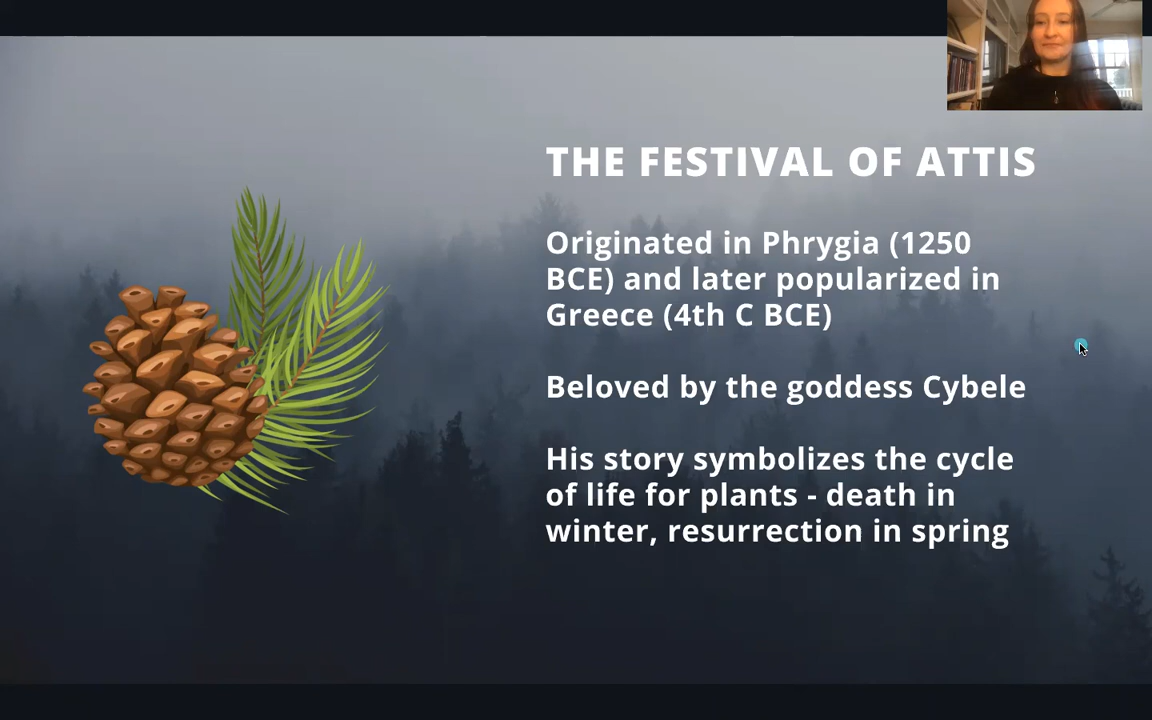 THE FESTIVAL OF ATTIS
Originated in Phrygia (1250
BCE) and later popularized in
Greece (4th C BCE)
Beloved by the goddess Cybele
His story symbolizes the cycle
of life for plants - death in
winter, resurrection in spring